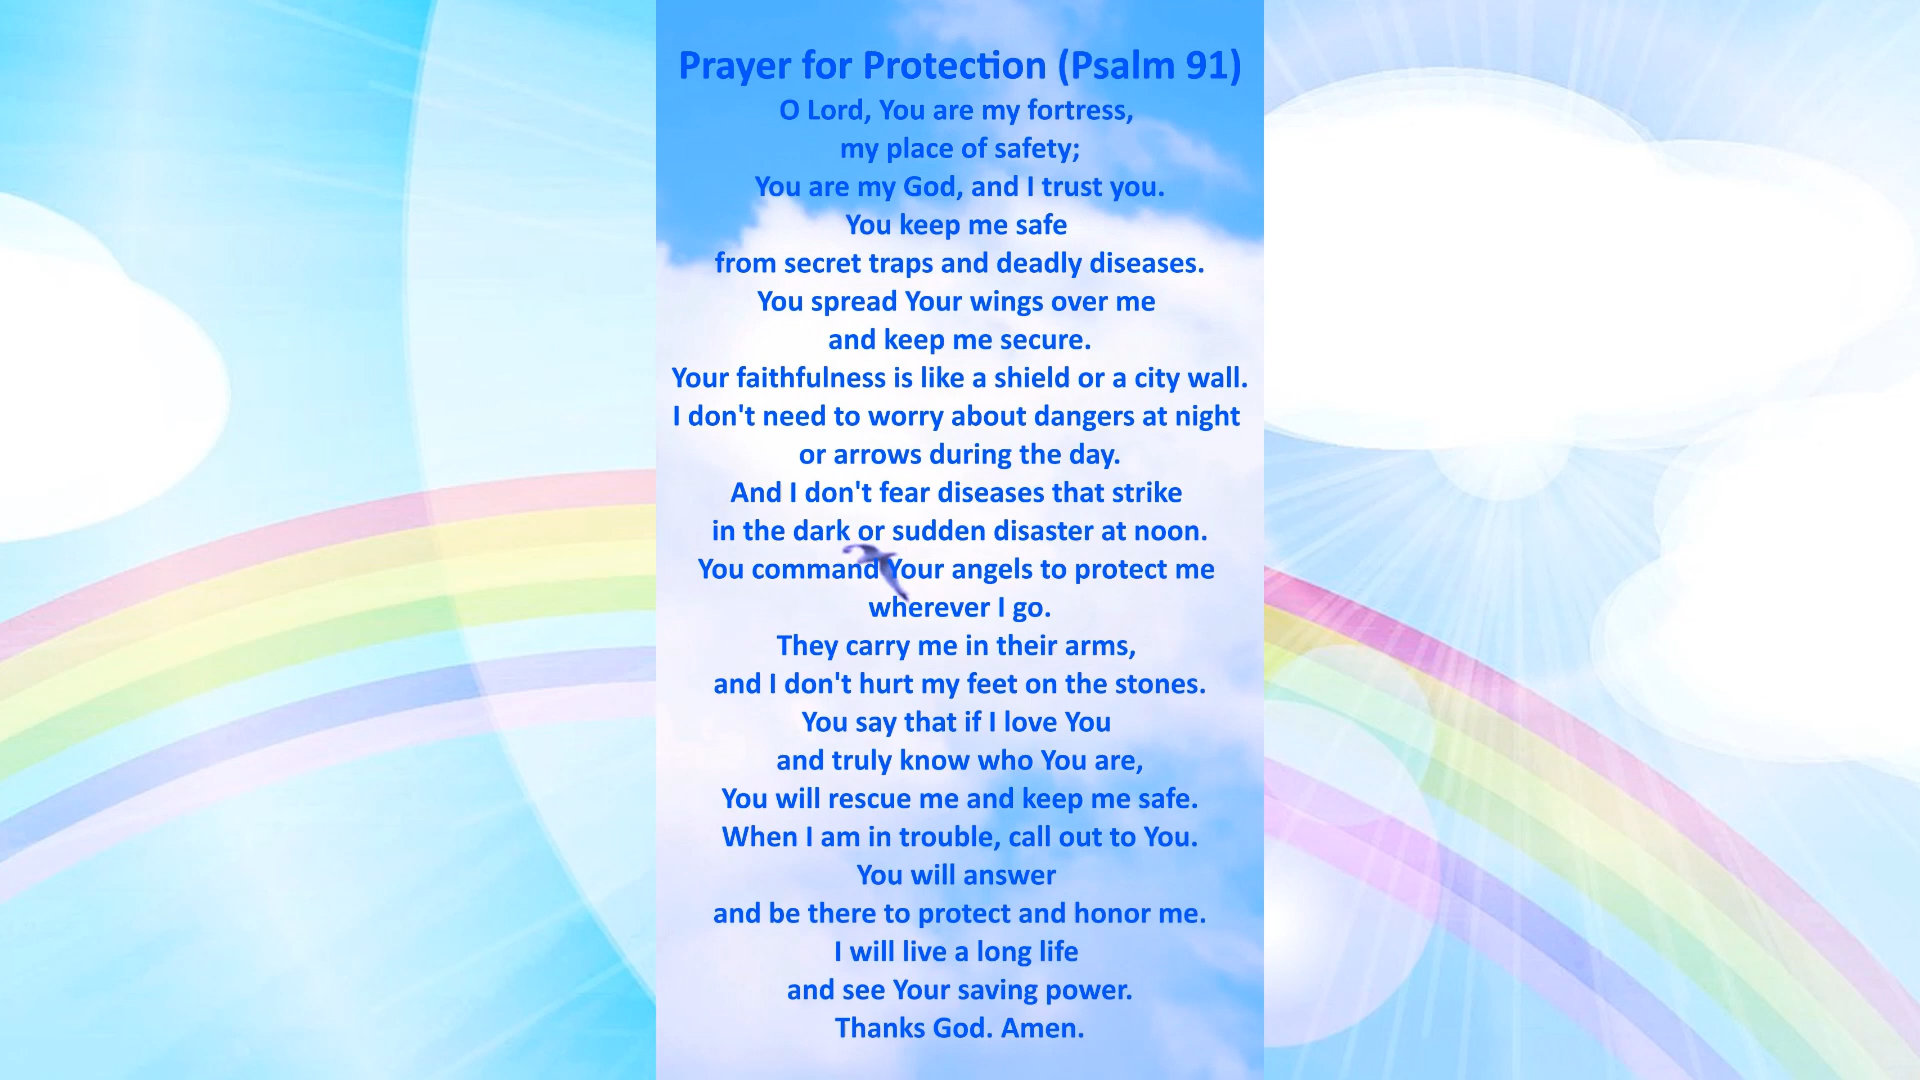 Prayer for Protection (Psalm 91)
O Lord, You are my fortress,
my place of safety;
You are my God, and I trust you.
You keep me safe
from secret traps and deadly diseases.
You spread Your wings over me
and keep me secure.
Your faithfulness is like a shield or a city wall.
I don't need to worry about dangers at night
or arrows during the day.
And I don't fear diseases that strike
in the dark or sudden disaster at noon.
You command Your angels to protect me
wherever I go.
They carry me in their arms,
and I don't hurt my feet on the stones.
You say that if I love You
and truly know who You are,
You will rescue me and keep me safe.
When I am in trouble, call out to You.
You will answer
and be there to protect and honor me.
I will live a long life
and see Your saving power.
Thanks God. Amen.